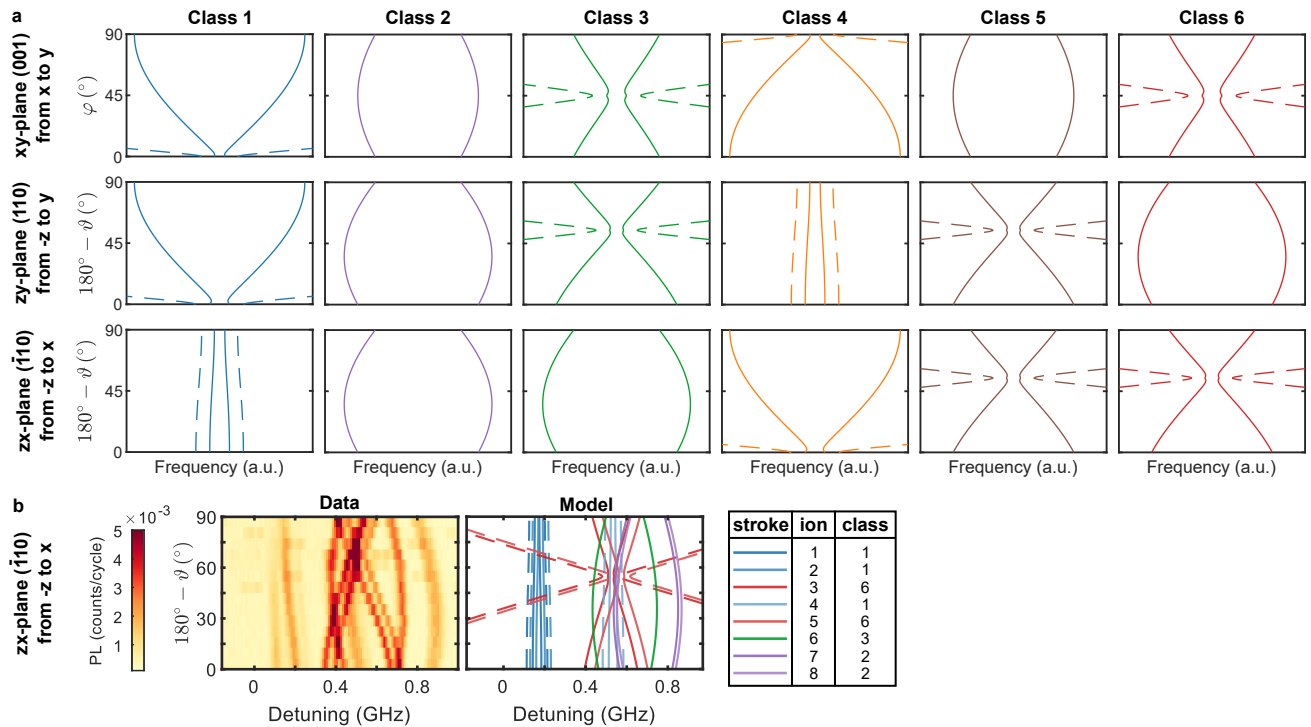 a
Class 1
Class 2
Class 3
Class 4
Class 5
Class 6
xy-plane (001)
from x to y
φ (°)
90
45
0
zy-plane (110)
from -z to y
180° − ϑ (°)
90
45
0
zx-plane (1̄10)
from -z to x
180° − ϑ (°)
90
45
0
Frequency (a.u.)
Frequency (a.u.)
Frequency (a.u.)
Frequency (a.u.)
Frequency (a.u.)
Frequency (a.u.)
b
zx-plane (1̄10)
from -z to x
× 10⁻³
5
4
3
2
1
PL (counts/cycle)
Data
Model
180° − ϑ (°)
90
60
30
0
0 0.4 0.8
Detuning (GHz)
0 0.4 0.8
Detuning (GHz)
stroke ion class
1 1
2 1
3 6
4 1
5 6
6 3
7 2
8 2